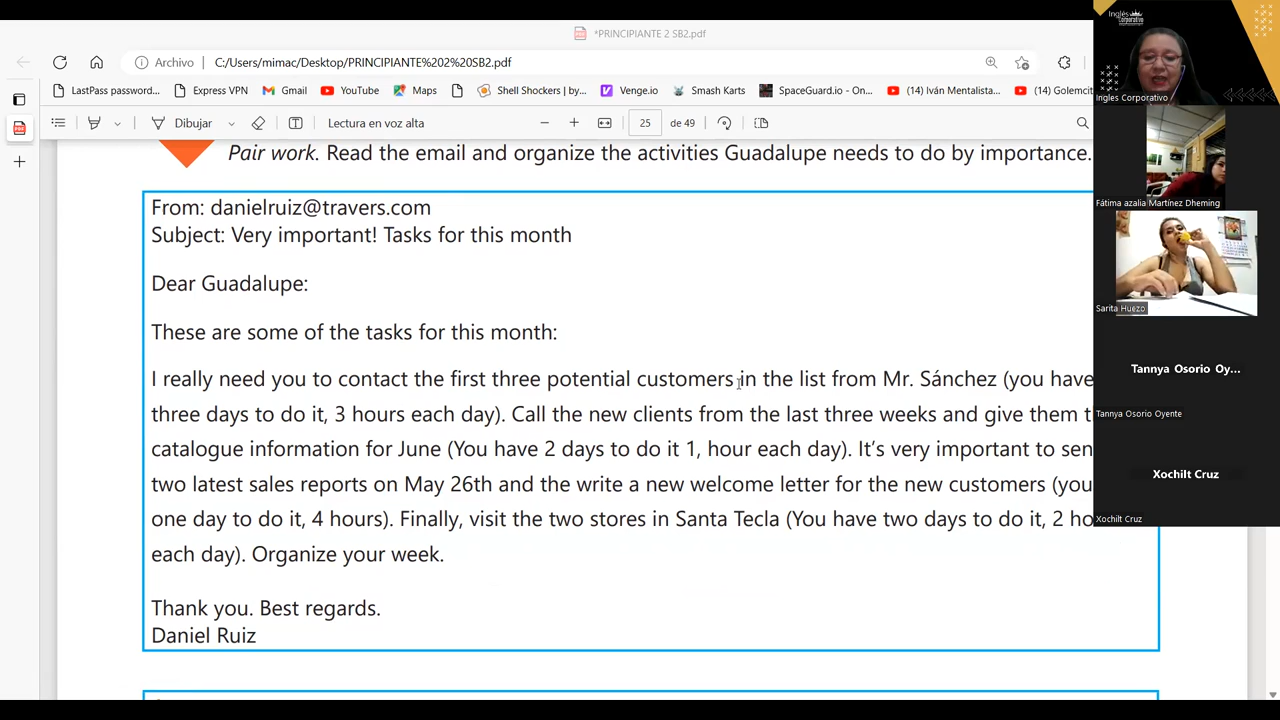 *PRINCIPIANTE 2 SB2.pdf
Archivo C:/Users/mimac/Desktop/PRINCIPIANTE%202%20SB2.pdf
LastPass password... Express VPN Gmail YouTube Maps Shell Shockers | by... Venge.io Smash Karts SpaceGuard.io - On... (14) Iván Mentalista... (14) Golemcit
Dibujar Lectura en voz alta 25 de 49
Pair work. Read the email and organize the activities Guadalupe needs to do by importance.
From: danielruiz@travers.com
Subject: Very important! Tasks for this month
Dear Guadalupe:
These are some of the tasks for this month:
I really need you to contact the first three potential customers in the list from Mr. Sánchez (you have
three days to do it, 3 hours each day). Call the new clients from the last three weeks and give them t
catalogue information for June (You have 2 days to do it 1, hour each day). It's very important to sen
two latest sales reports on May 26th and the write a new welcome letter for the new customers (you
one day to do it, 4 hours). Finally, visit the two stores in Santa Tecla (You have two days to do it, 2 ho
each day). Organize your week.
Thank you. Best regards.
Daniel Ruiz
Inglés
Corporativo
Ingles Corporativo
Fátima azalia Martínez Dheming
Sarita Huezo
Tannya Osorio Oy...
Tannya Osorio Oyente
Xochilt Cruz
Xochilt Cruz